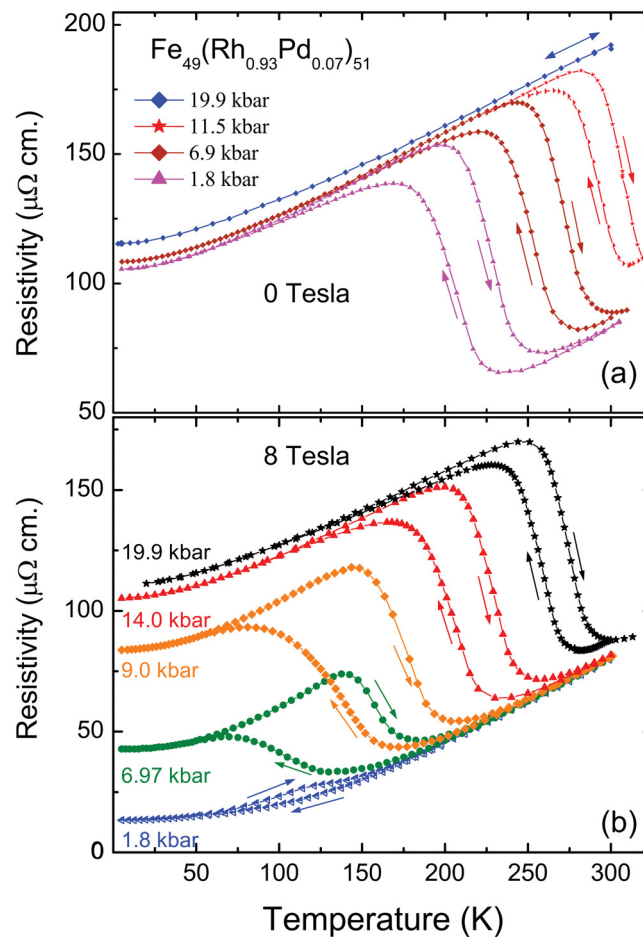 200
150
100
50
Resistivity (μΩ cm.)
Fe49(Rh0.93Pd0.07)51
19.9 kbar
11.5 kbar
6.9 kbar
1.8 kbar
0 Tesla
(a)
150
100
50
0
Resistivity (μΩ cm.)
8 Tesla
19.9 kbar
14.0 kbar
9.0 kbar
6.97 kbar
1.8 kbar
(b)
0 50 100 150 200 250 300
Temperature (K)